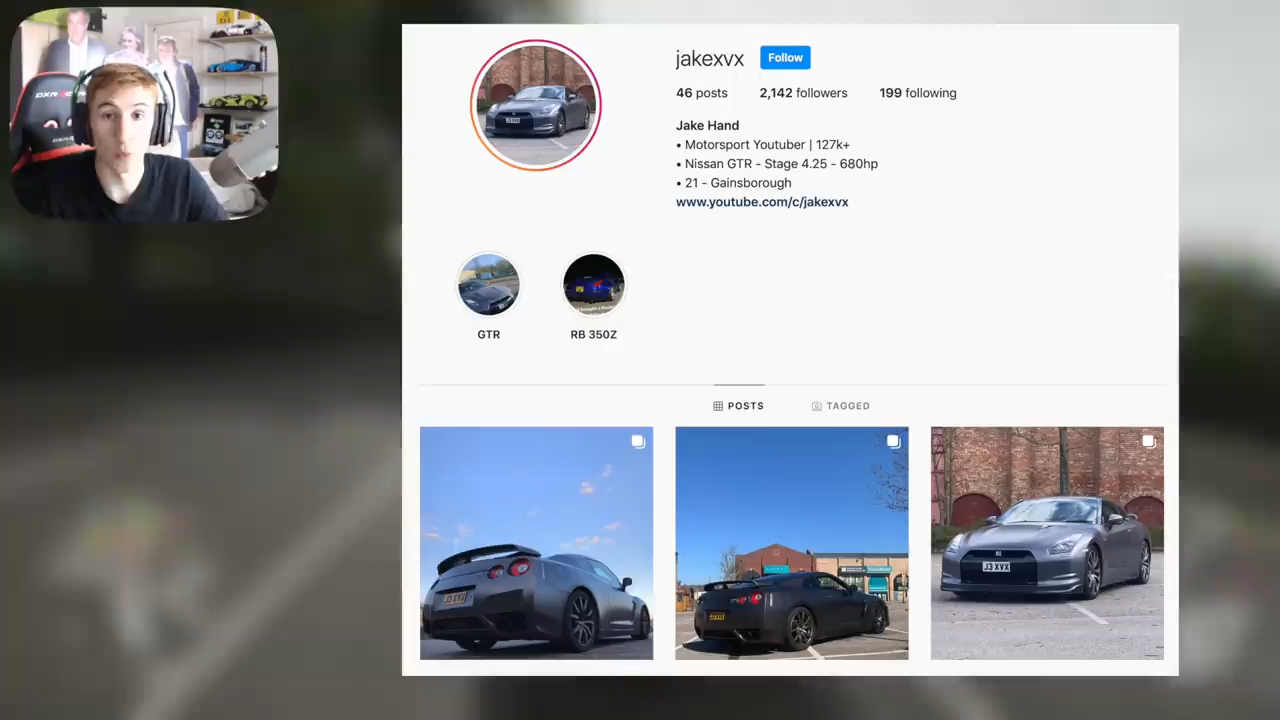 jakexvx Follow
46 posts 2,142 followers 199 following
Jake Hand
• Motorsport Youtuber | 127k+
• Nissan GTR - Stage 4.25 - 680hp
• 21 - Gainsborough
www.youtube.com/c/jakexvx
GTR RB 350Z
POSTS TAGGED
J3 XVX